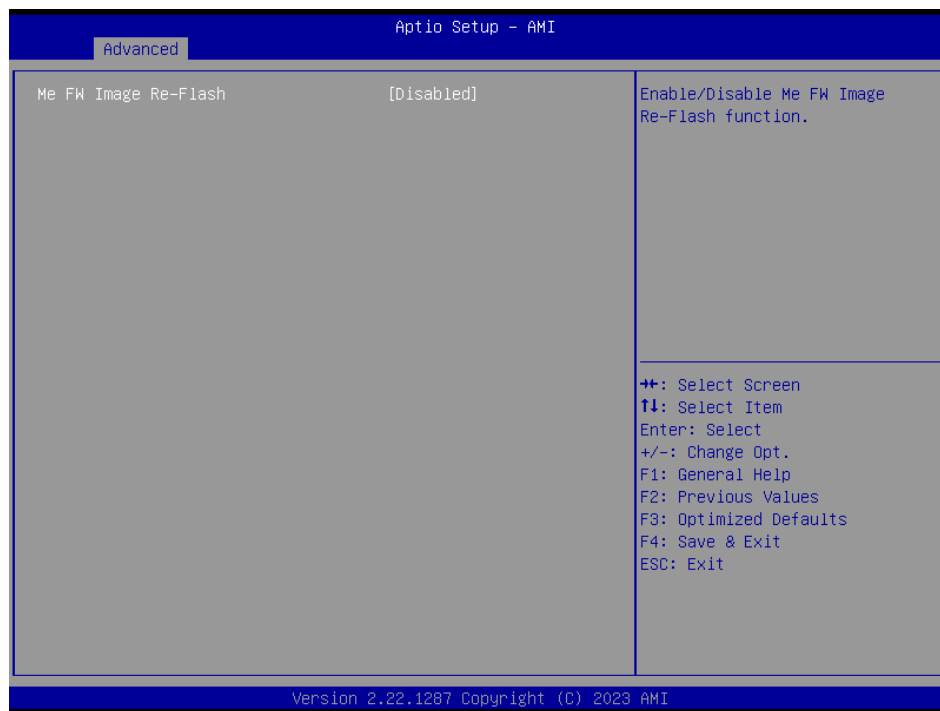 Aptio Setup – AMI
Advanced
Me FW Image Re-Flash [Disabled]
Enable/Disable Me FW Image
Re-Flash function.
→←: Select Screen
↑↓: Select Item
Enter: Select
+/-: Change Opt.
F1: General Help
F2: Previous Values
F3: Optimized Defaults
F4: Save & Exit
ESC: Exit
Version 2.22.1287 Copyright (C) 2023 AMI